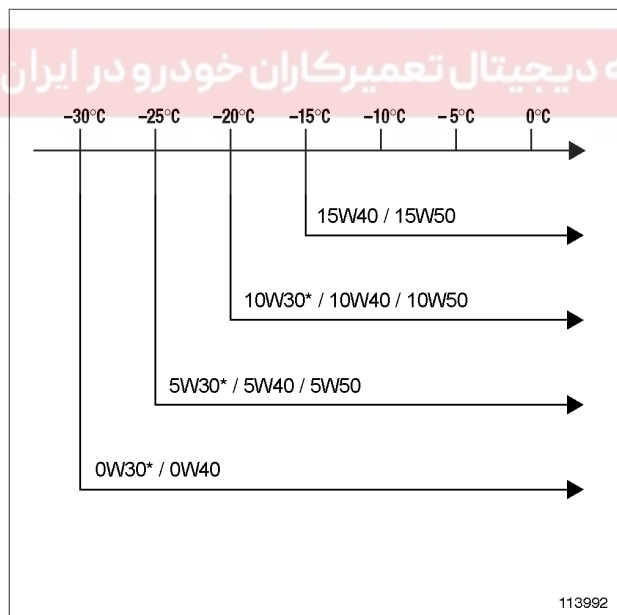 دیجیتال تعمیرکاران خودرو در ایران
−30°C −25°C −20°C −15°C −10°C −5°C 0°C
15W40 / 15W50
10W30* / 10W40 / 10W50
5W30* / 5W40 / 5W50
0W30* / 0W40
113992